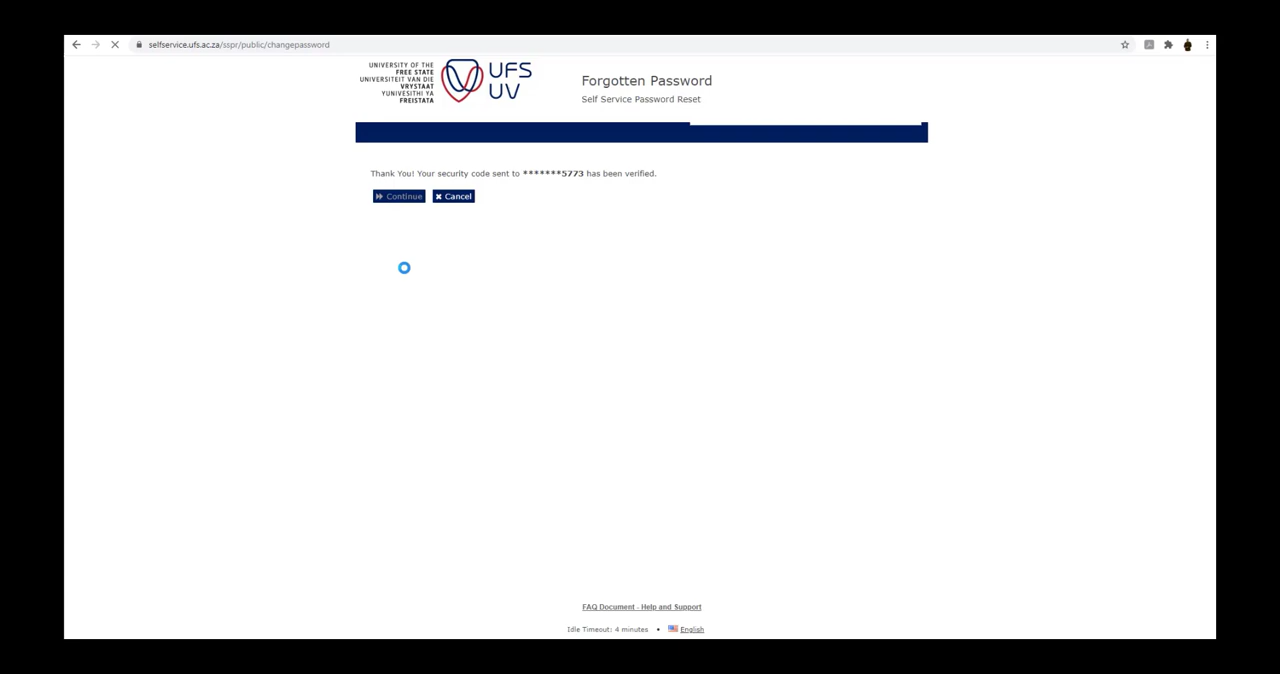 selfservice.ufs.ac.za/sspr/public/changepassword
UNIVERSITY OF THE
FREE STATE
UNIVERSITEIT VAN DIE
VRYSTAAT
YUNIVESITHI YA
FREISTATA
UFS
UV
Forgotten Password
Self Service Password Reset
Thank You! Your security code sent to *******5773 has been verified.
Continue Cancel
FAQ Document - Help and Support
Idle Timeout: 4 minutes • English